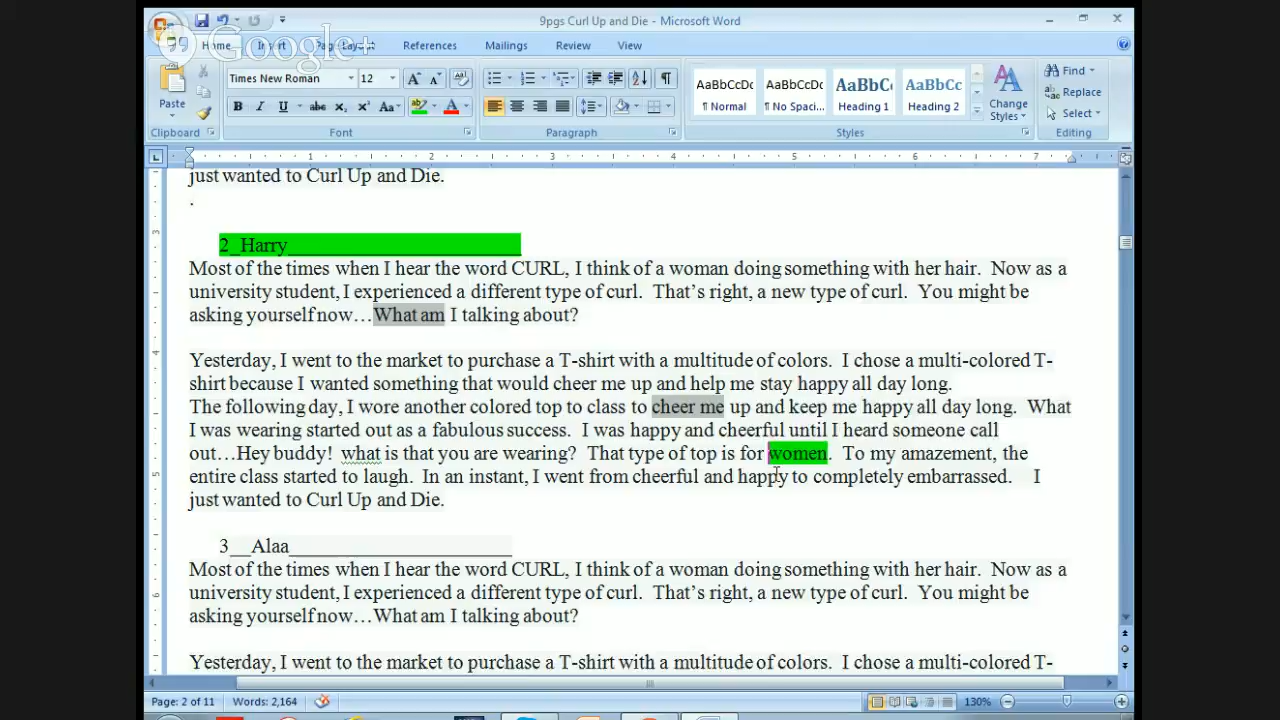 9pgs Curl Up and Die - Microsoft Word
Google+
Home Insert Page Layout References Mailings Review View
Times New Roman 12
Paste
AaBbCcDc AaBbCcDc AaBbC AaBbCc
¶ Normal ¶ No Spaci... Heading 1 Heading 2
Change Styles
Find
Replace
Select
Clipboard Font Paragraph Styles Editing
1 2 3 4 5 6 7
just wanted to Curl Up and Die.
.
2_Harry
Most of the times when I hear the word CURL, I think of a woman doing something with her hair. Now as a
university student, I experienced a different type of curl. That's right, a new type of curl. You might be
asking yourself now…What am I talking about?
Yesterday, I went to the market to purchase a T-shirt with a multitude of colors. I chose a multi-colored T-
shirt because I wanted something that would cheer me up and help me stay happy all day long.
The following day, I wore another colored top to class to cheer me up and keep me happy all day long. What
I was wearing started out as a fabulous success. I was happy and cheerful until I heard someone call
out…Hey buddy! what is that you are wearing? That type of top is for women. To my amazement, the
entire class started to laugh. In an instant, I went from cheerful and happy to completely embarrassed. I
just wanted to Curl Up and Die.
3__Alaa
Most of the times when I hear the word CURL, I think of a woman doing something with her hair. Now as a
university student, I experienced a different type of curl. That's right, a new type of curl. You might be
asking yourself now…What am I talking about?
Yesterday, I went to the market to purchase a T-shirt with a multitude of colors. I chose a multi-colored T-
Page: 2 of 11 Words: 2,164 130%